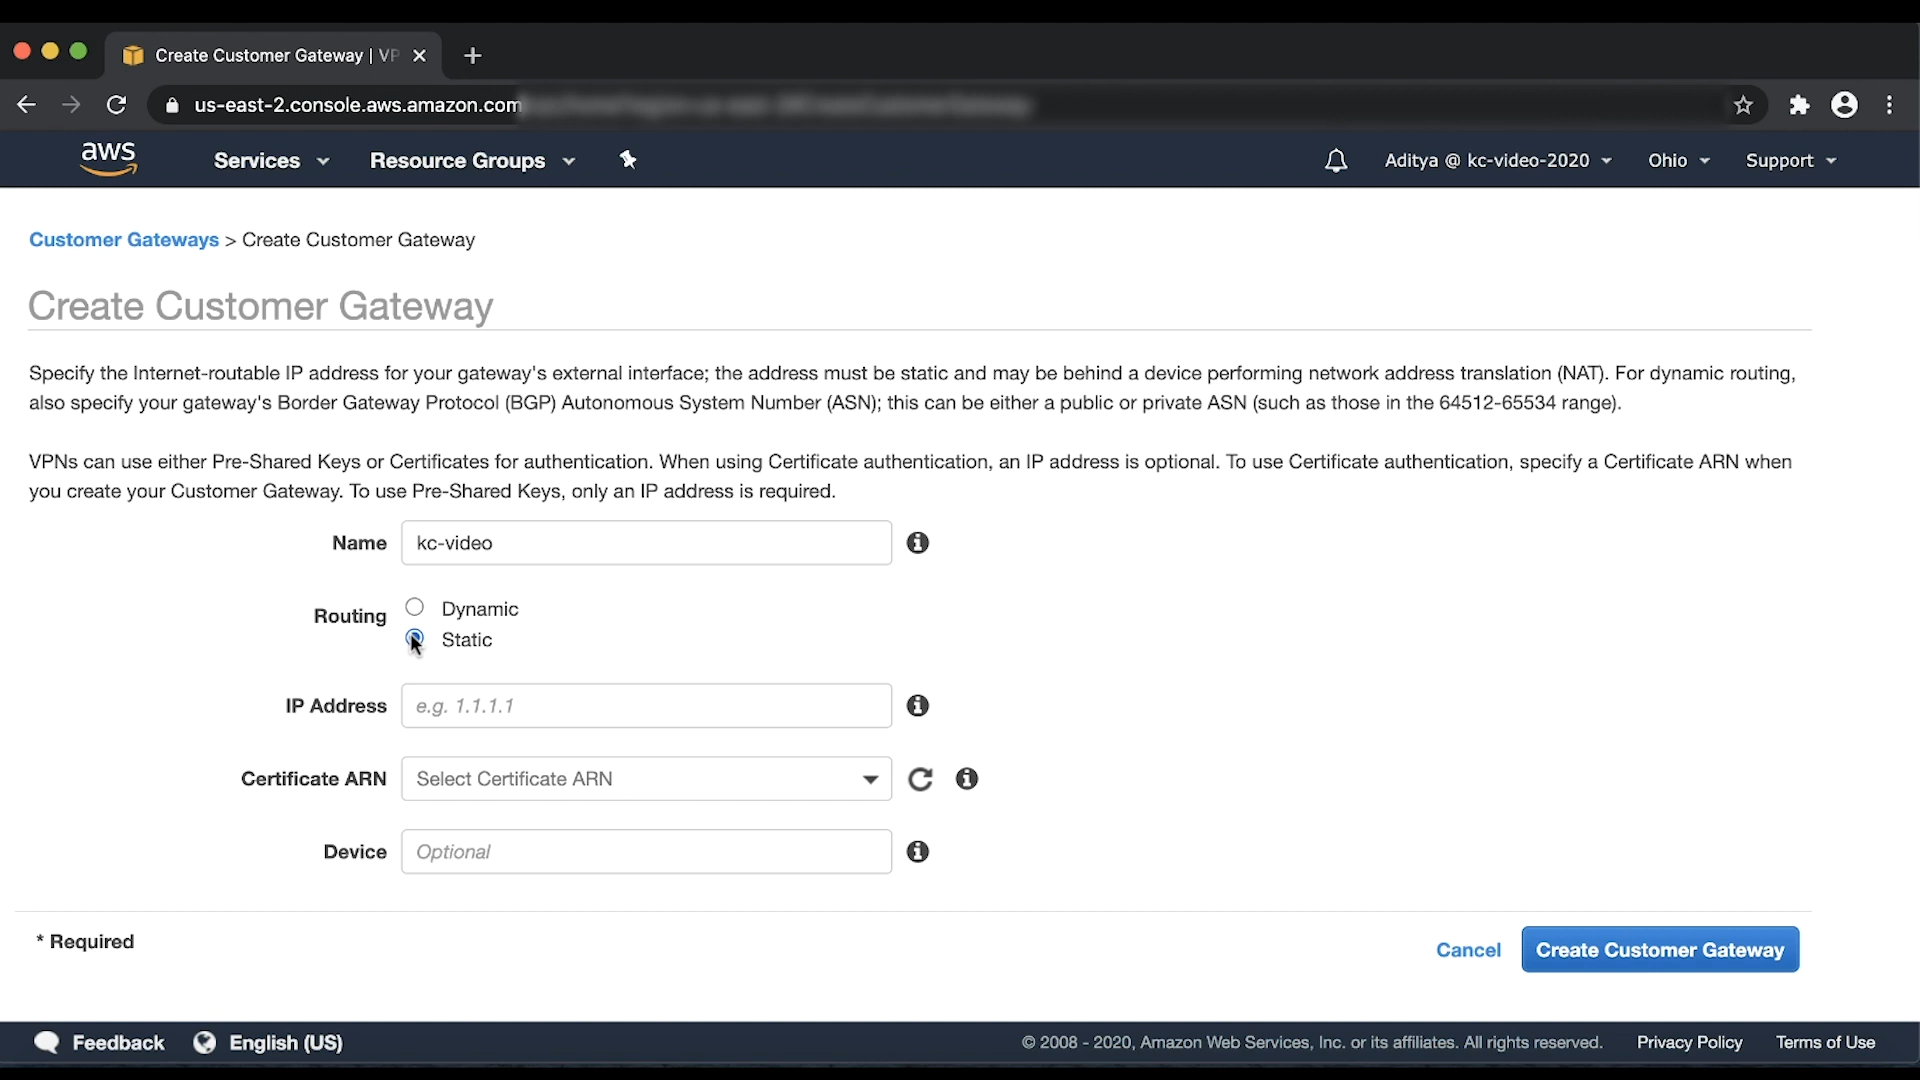 Create Customer Gateway | VP
us-east-2.console.aws.amazon.com
aws
Services
Resource Groups
Aditya @ kc-video-2020
Ohio
Support
Customer Gateways > Create Customer Gateway
Create Customer Gateway
Specify the Internet-routable IP address for your gateway's external interface; the address must be static and may be behind a device performing network address translation (NAT). For dynamic routing,
also specify your gateway's Border Gateway Protocol (BGP) Autonomous System Number (ASN); this can be either a public or private ASN (such as those in the 64512-65534 range).
VPNs can use either Pre-Shared Keys or Certificates for authentication. When using Certificate authentication, an IP address is optional. To use Certificate authentication, specify a Certificate ARN when
you create your Customer Gateway. To use Pre-Shared Keys, only an IP address is required.
Name kc-video
Routing
Dynamic
Static
IP Address e.g. 1.1.1.1
Certificate ARN Select Certificate ARN
Device Optional
* Required
Cancel
Create Customer Gateway
Feedback
English (US)
© 2008 - 2020, Amazon Web Services, Inc. or its affiliates. All rights reserved.
Privacy Policy
Terms of Use